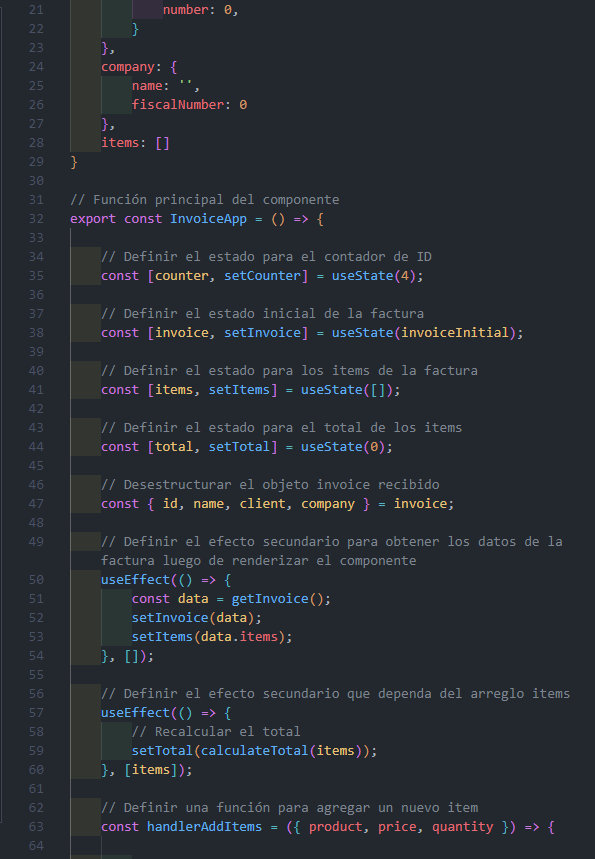 21 number: 0,
22 }
23 },
24 company: {
25 name: '',
26 fiscalNumber: 0
27 },
28 items: []
29 }
30
31 // Función principal del componente
32 export const InvoiceApp = () => {
33
34 // Definir el estado para el contador de ID
35 const [counter, setCounter] = useState(4);
36
37 // Definir el estado inicial de la factura
38 const [invoice, setInvoice] = useState(invoiceInitial);
39
40 // Definir el estado para los items de la factura
41 const [items, setItems] = useState([]);
42
43 // Definir el estado para el total de los items
44 const [total, setTotal] = useState(0);
45
46 // Desestructurar el objeto invoice recibido
47 const { id, name, client, company } = invoice;
48
49 // Definir el efecto secundario para obtener los datos de la
factura luego de renderizar el componente
50 useEffect(() => {
51 const data = getInvoice();
52 setInvoice(data);
53 setItems(data.items);
54 }, []);
55
56 // Definir el efecto secundario que dependa del arreglo items
57 useEffect(() => {
58 // Recalcular el total
59 setTotal(calculateTotal(items));
60 }, [items]);
61
62 // Definir una función para agregar un nuevo item
63 const handlerAddItems = ({ product, price, quantity }) => {
64